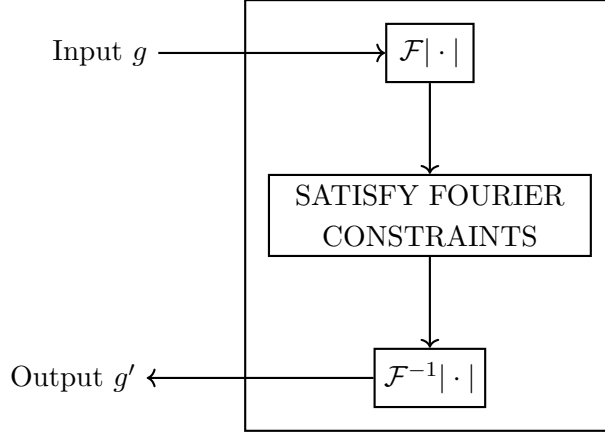 Input g
ℱ| · |
SATISFY FOURIER
CONSTRAINTS
Output g′
ℱ⁻¹| · |